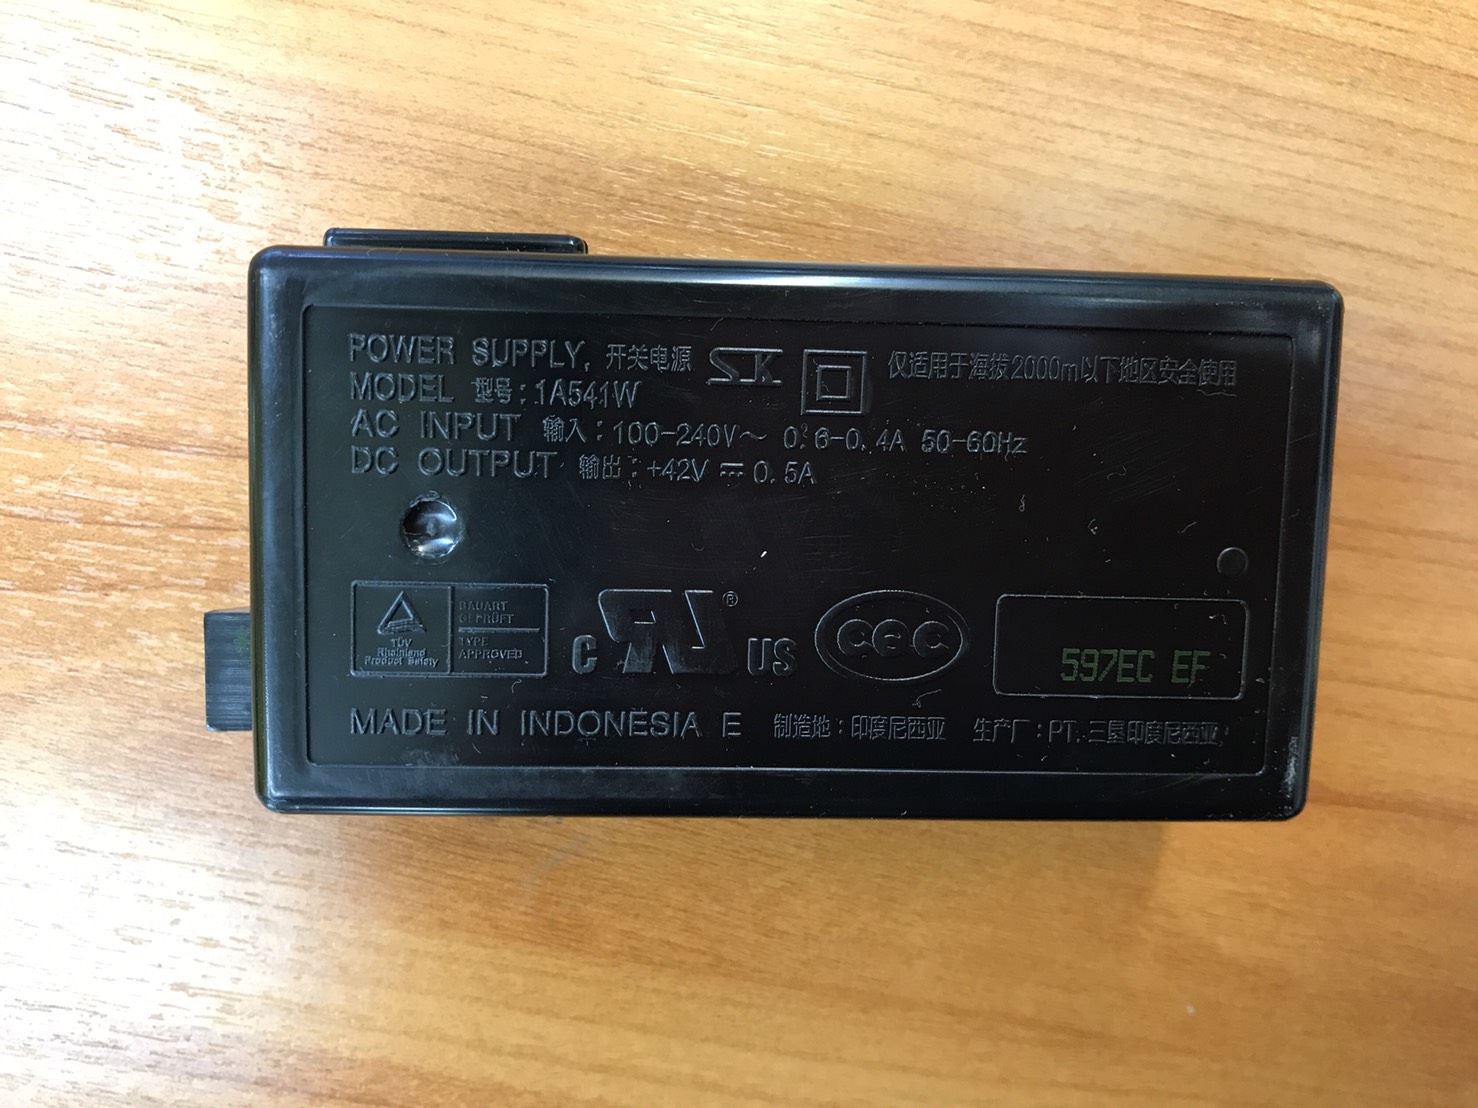 POWER SUPPLY, 开关电源 SK 仅适用于海拔2000m以下地区安全使用
MODEL 型号: 1A541W
AC INPUT 输入: 100-240V~ 0.6-0.4A 50-60Hz
DC OUTPUT 输出: +42V ⎓ 0.5A
TÜV
Rheinland
Product Safety
BAUART
GEPRÜFT
TYPE
APPROVED
C RU ® US
CQC
597EC EF
MADE IN INDONESIA E 制造地: 印度尼西亚 生产厂: PT. 三垦印度尼西亚